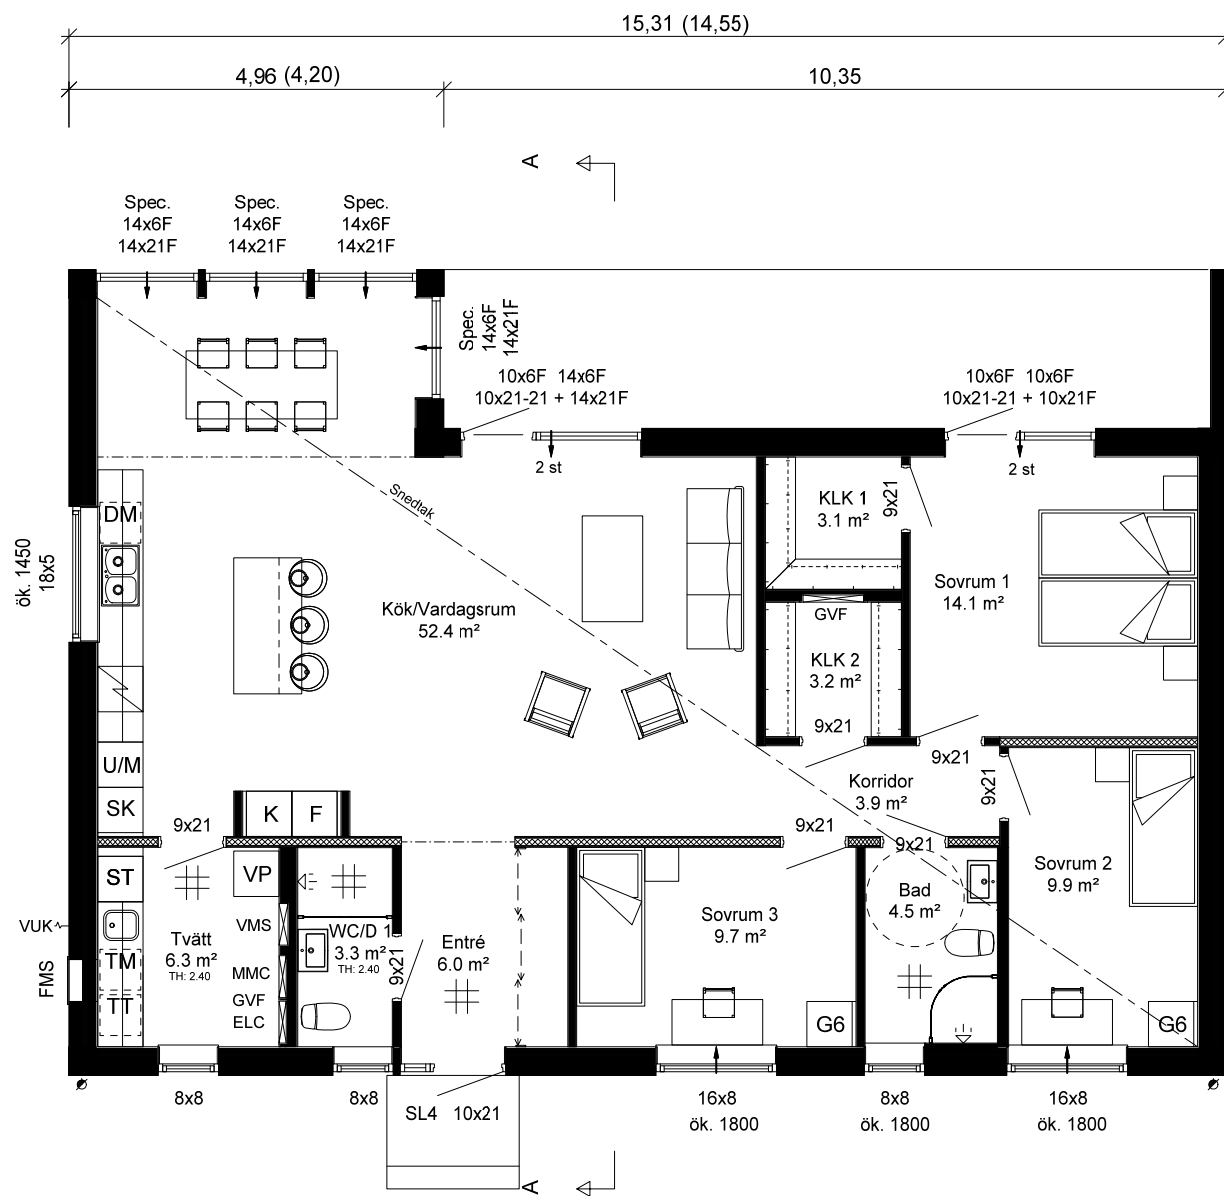 15,31 (14,55)
4,96 (4,20)
10,35
A
Spec.
14x6F
14x21F
Spec.
14x6F
14x21F
Spec.
14x6F
14x21F
Spec.
14x6F
14x21F
10x6F 14x6F
10x21-21 + 14x21F
10x6F 10x6F
10x21-21 + 10x21F
2 st
2 st
Snedtak
DM
ök. 1450
18x5
KLK 1
3.1 m²
9x21
Sovrum 1
14.1 m²
Kök/Vardagsrum
52.4 m²
GVF
KLK 2
3.2 m²
9x21
9x21
9x21
U/M
SK
K
F
Korridor
3.9 m²
9x21
9x21
9x21
ST
VP
Sovrum 2
9.9 m²
Bad
4.5 m²
VUK
VMS
Tvätt
6.3 m²
TH: 2.40
WC/D 1
3.3 m²
TH: 2.40
9x21
Entré
6.0 m²
Sovrum 3
9.7 m²
FMS
TM
TT
MMC
GVF
ELC
G6
G6
8x8
8x8
SL4 10x21
16x8
ök. 1800
8x8
ök. 1800
16x8
ök. 1800
A